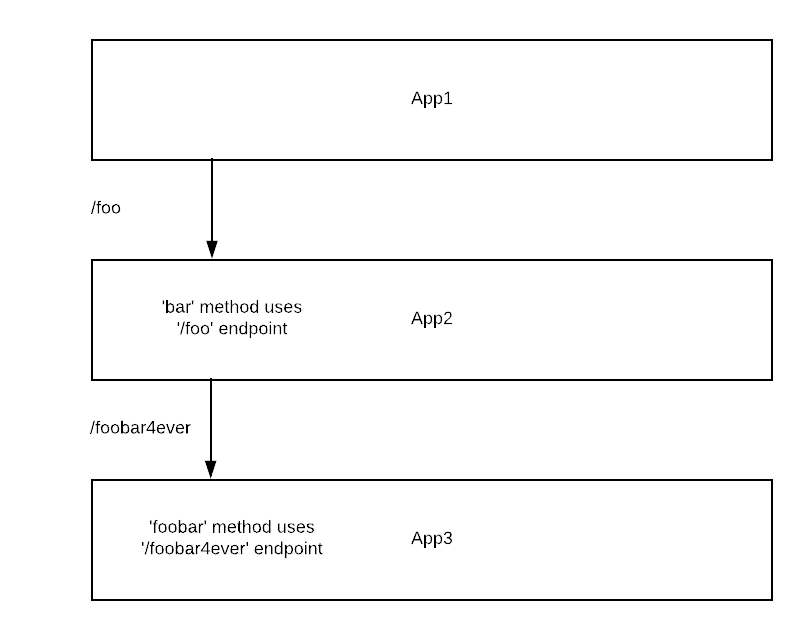 App1
/foo
'bar' method uses
'/foo' endpoint
App2
/foobar4ever
'foobar' method uses
'/foobar4ever' endpoint
App3